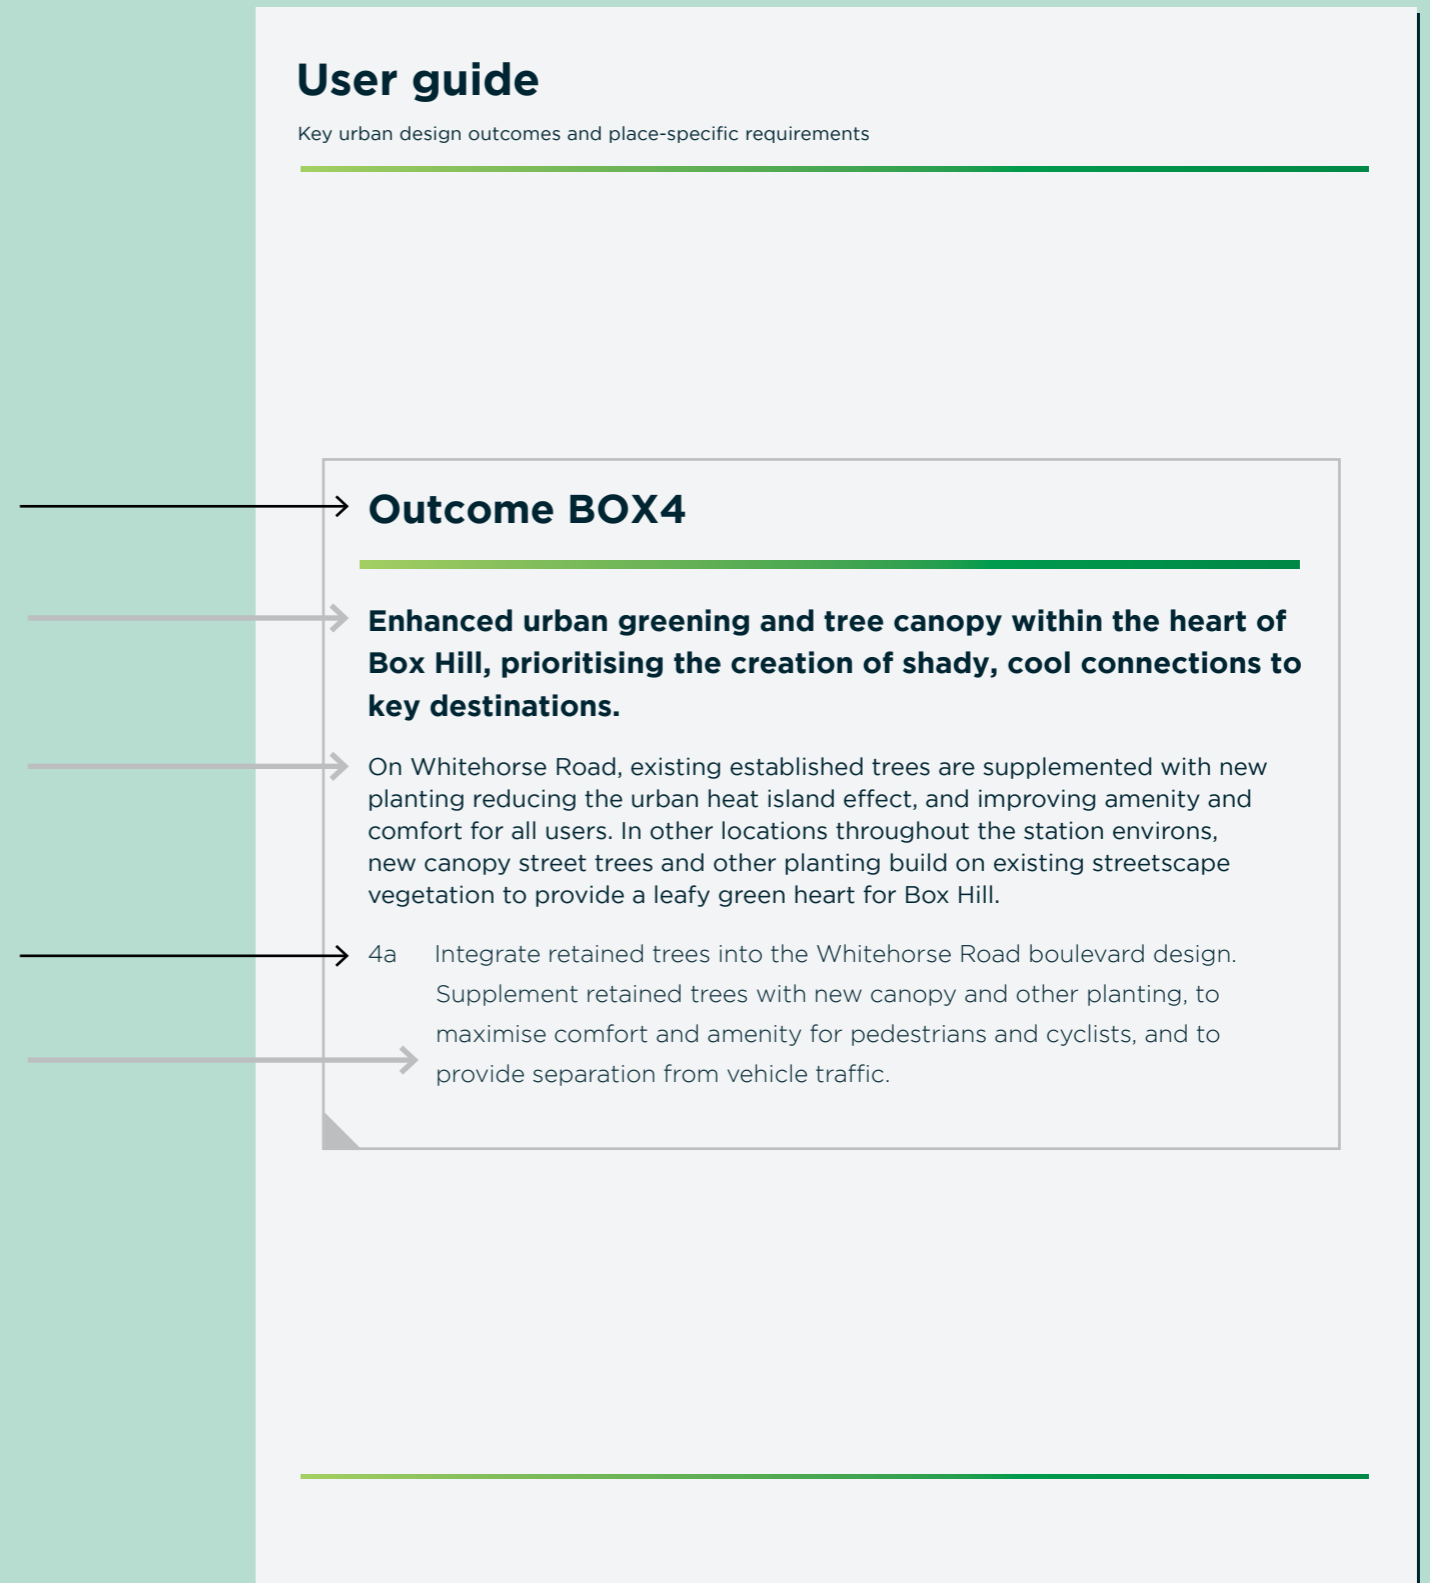 User guide
Key urban design outcomes and place-specific requirements
Outcome BOX4
Enhanced urban greening and tree canopy within the heart of
Box Hill, prioritising the creation of shady, cool connections to
key destinations.
On Whitehorse Road, existing established trees are supplemented with new
planting reducing the urban heat island effect, and improving amenity and
comfort for all users. In other locations throughout the station environs,
new canopy street trees and other planting build on existing streetscape
vegetation to provide a leafy green heart for Box Hill.
4a Integrate retained trees into the Whitehorse Road boulevard design.
Supplement retained trees with new canopy and other planting, to
maximise comfort and amenity for pedestrians and cyclists, and to
provide separation from vehicle traffic.